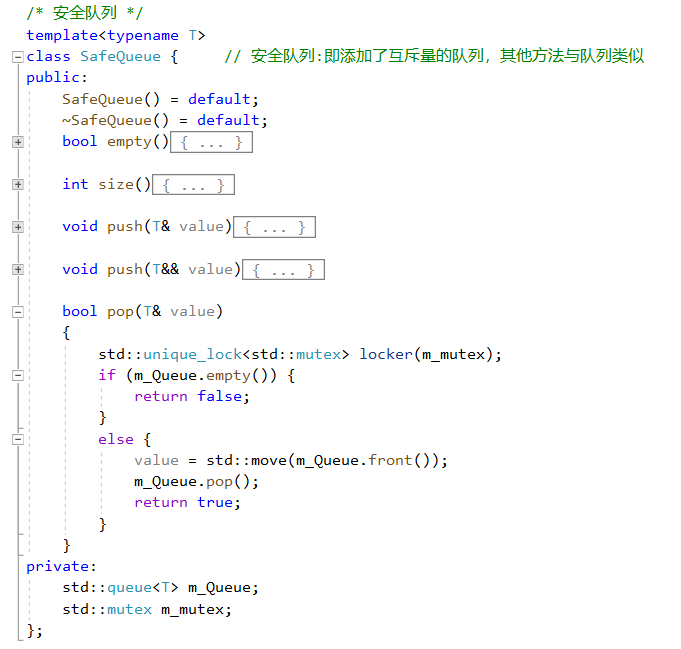 /* 安全队列 */
template<typename T>
class SafeQueue {     // 安全队列:即添加了互斥量的队列，其他方法与队列类似
public:
    SafeQueue() = default;
    ~SafeQueue() = default;
    bool empty(){ ... }
    int size(){ ... }
    void push(T& value){ ... }
    void push(T&& value){ ... }
    bool pop(T& value)
    {
        std::unique_lock<std::mutex> locker(m_mutex);
        if (m_Queue.empty()) {
            return false;
        }
        else {
            value = std::move(m_Queue.front());
            m_Queue.pop();
            return true;
        }
    }
private:
    std::queue<T> m_Queue;
    std::mutex m_mutex;
};